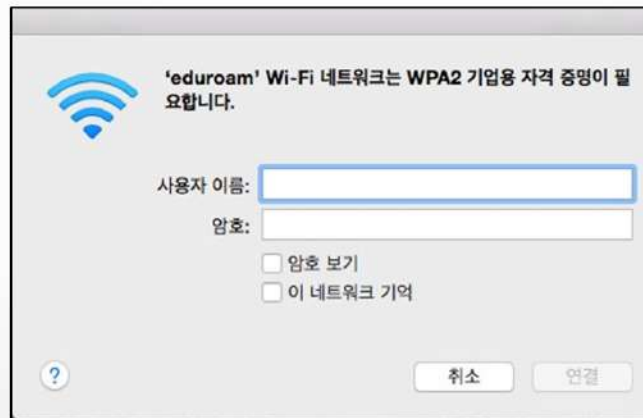 'eduroam' Wi-Fi 네트워크는 WPA2 기업용 자격 증명이 필
요합니다.
사용자 이름:
암호:
암호 보기
이 네트워크 기억
?
취소
연결